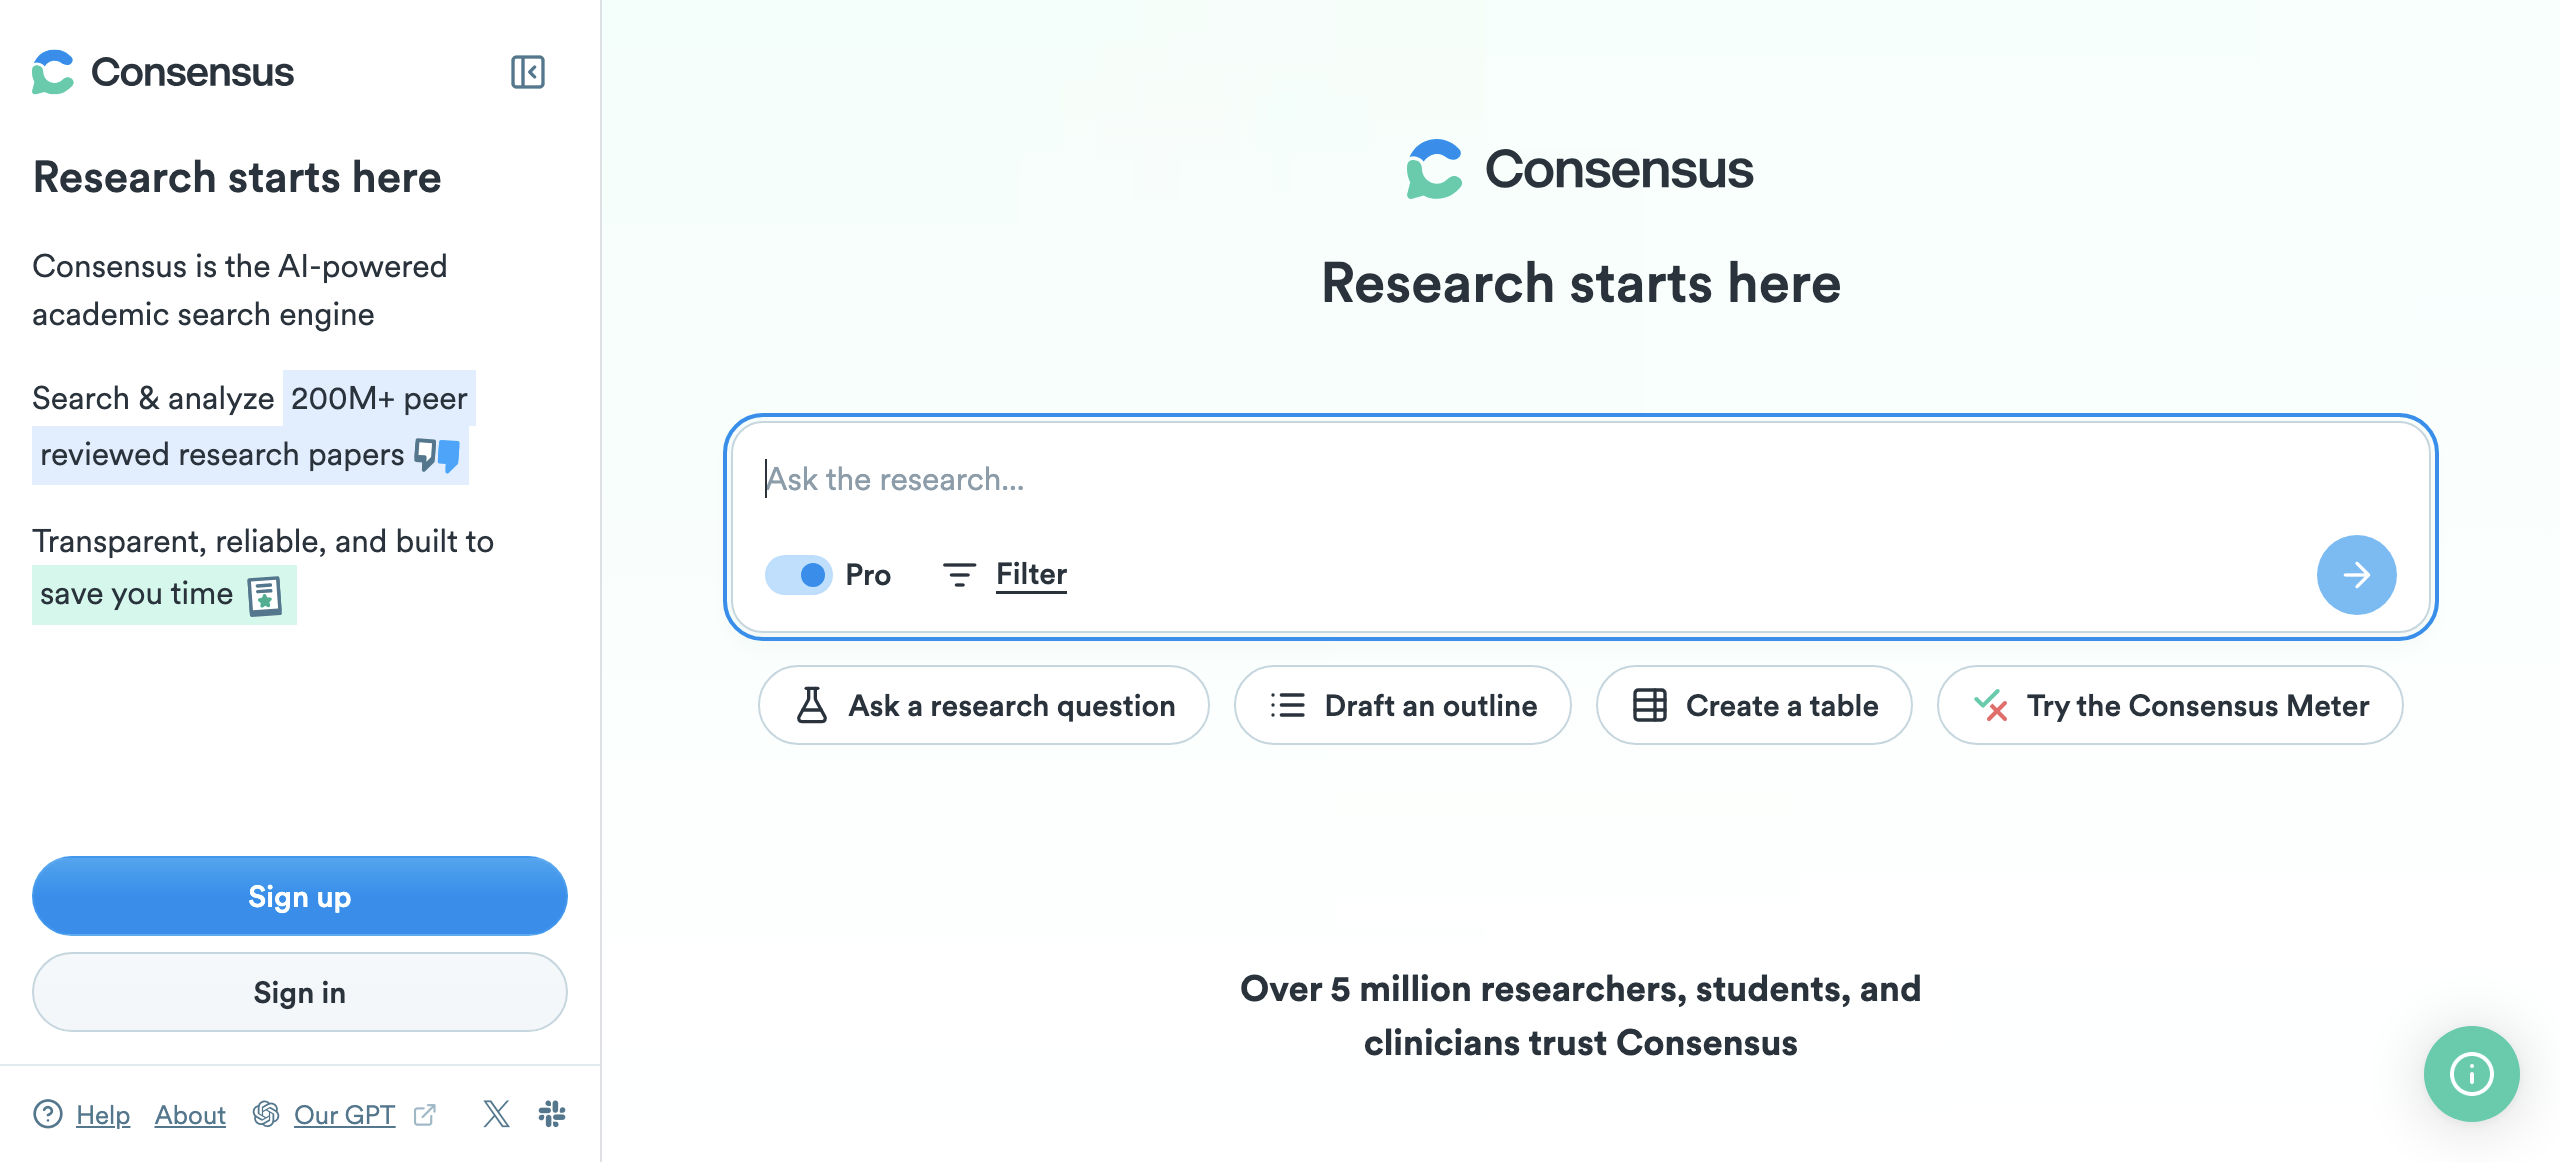 Consensus
Research starts here
Consensus is the AI-powered
academic search engine
Search & analyze 200M+ peer
reviewed research papers
Transparent, reliable, and built to
save you time
Sign up
Sign in
Help About Our GPT
Consensus
Research starts here
Ask the research...
Pro Filter
Ask a research question Draft an outline Create a table Try the Consensus Meter
Over 5 million researchers, students, and
clinicians trust Consensus